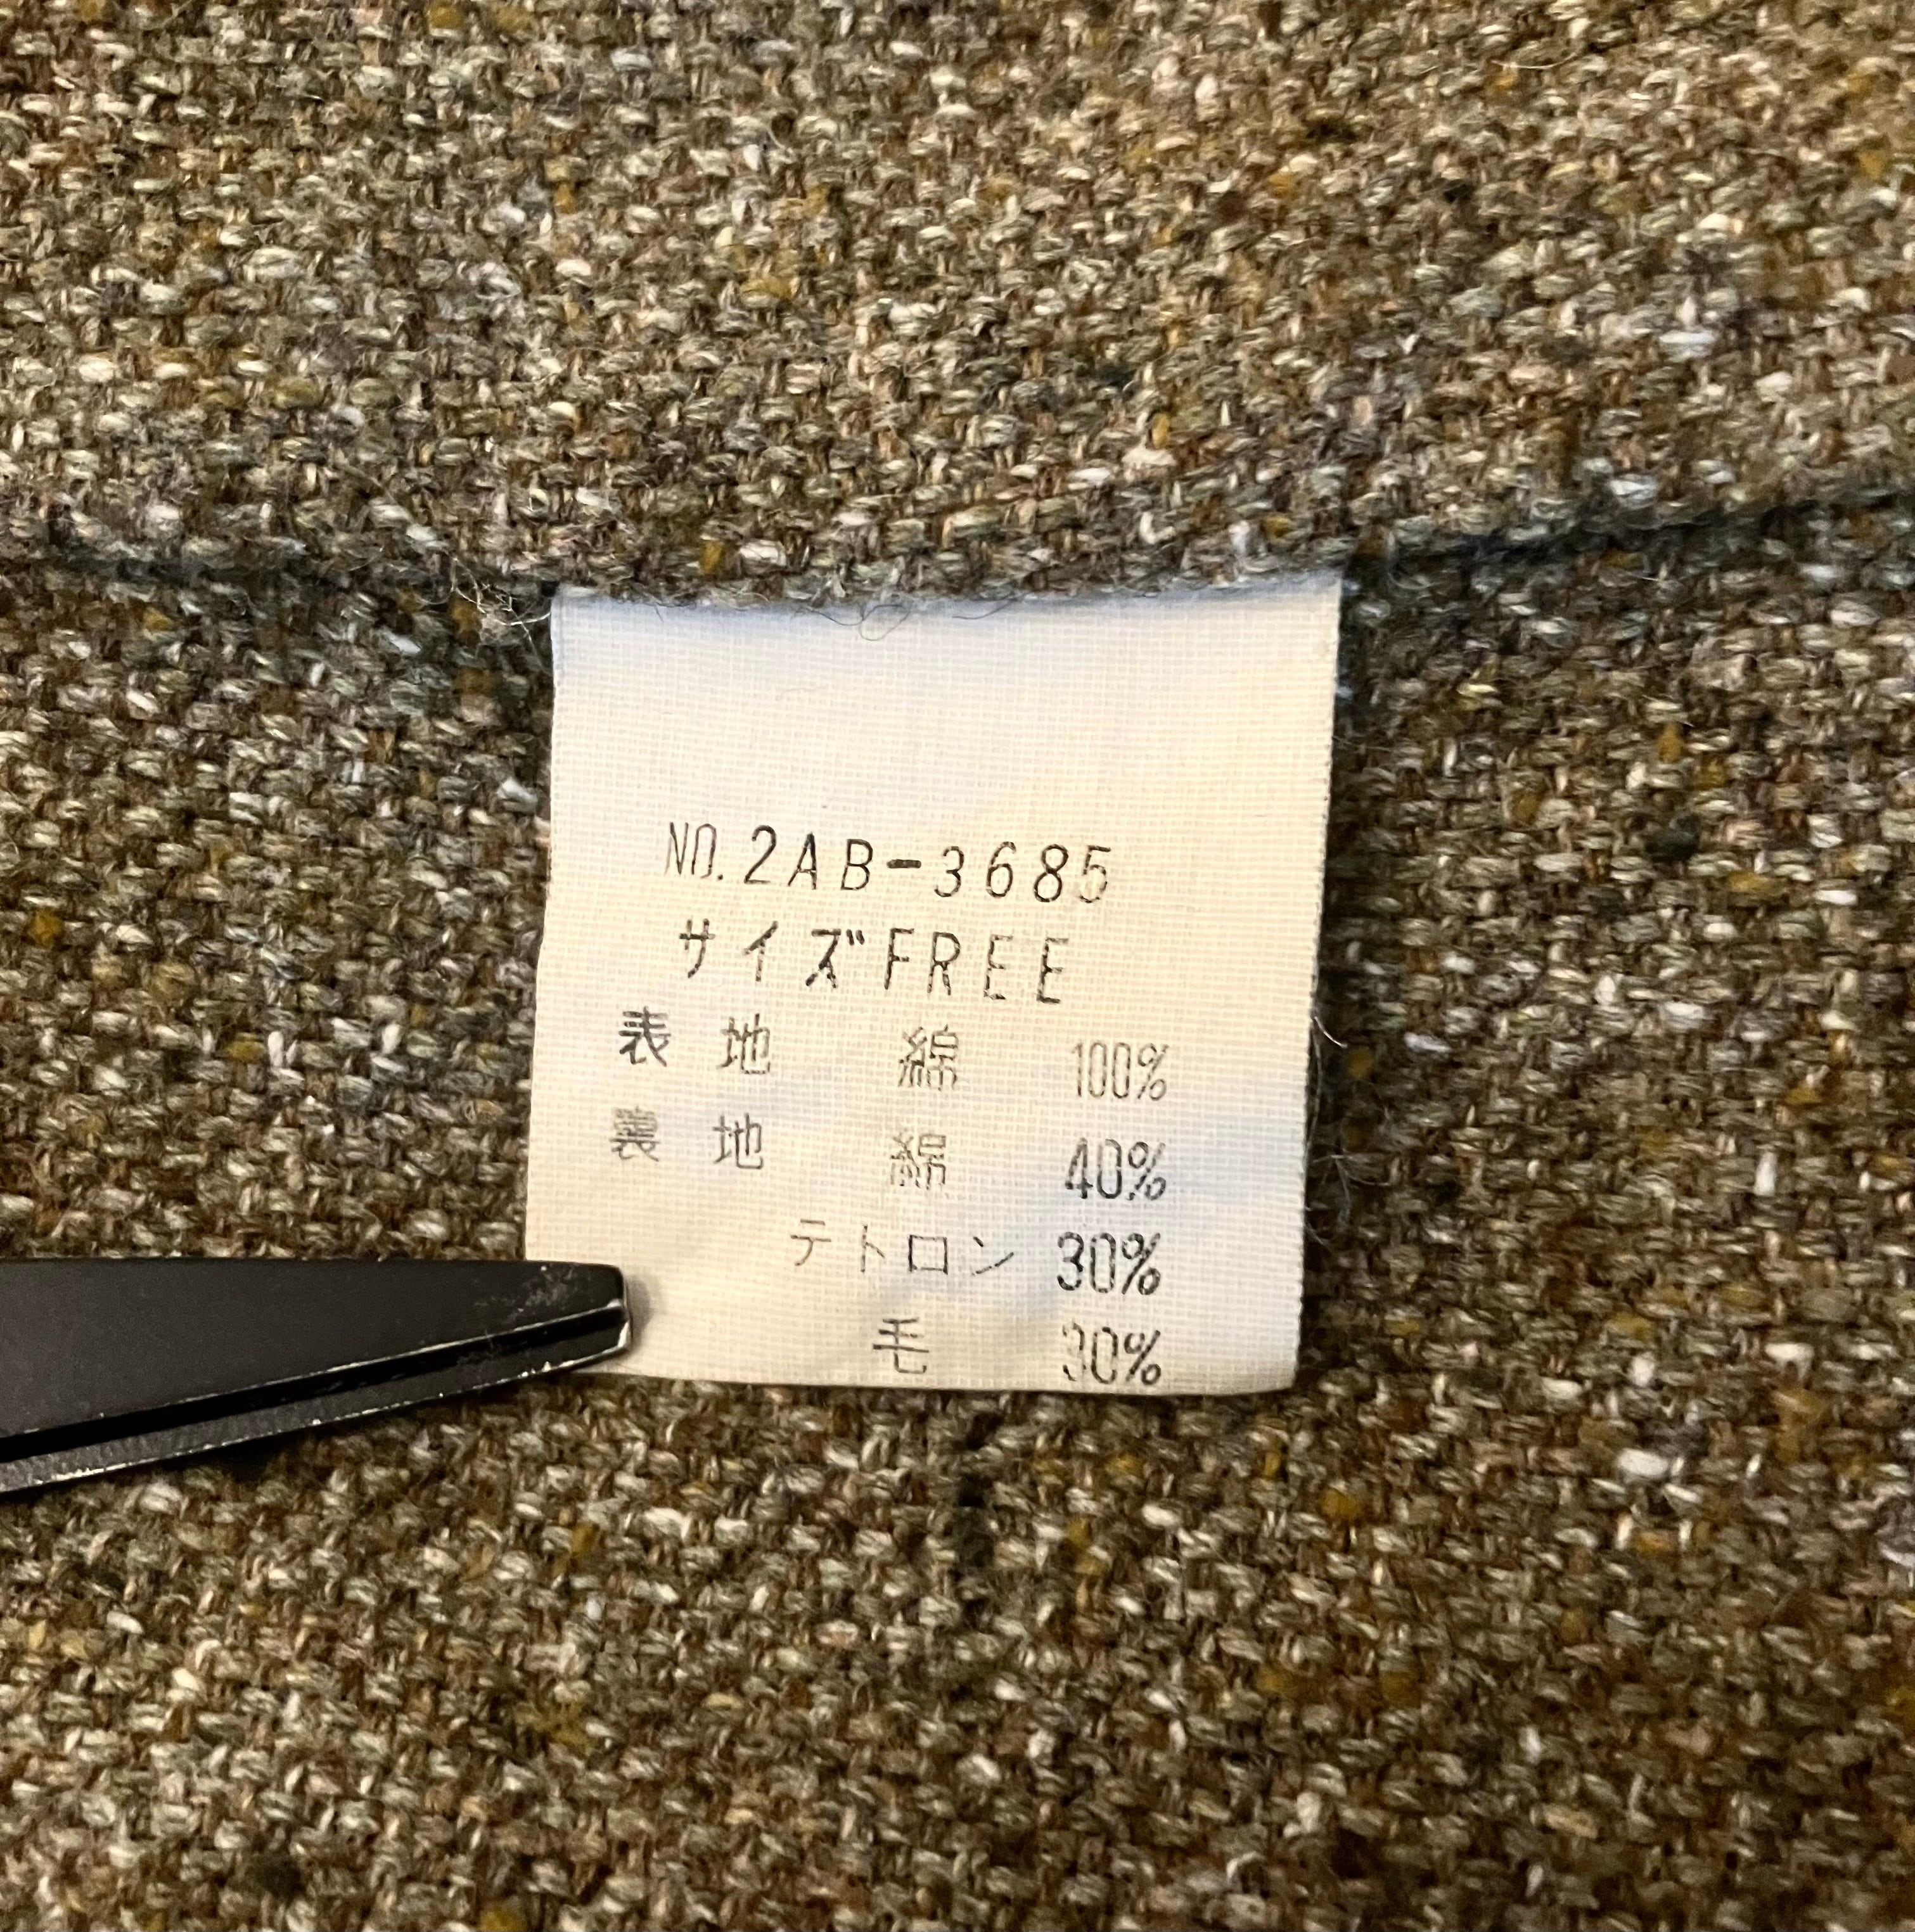 NO.2AB-3685
サイズFREE
表地 綿 100%
裏地 綿 40%
テトロン 30%
毛 30%